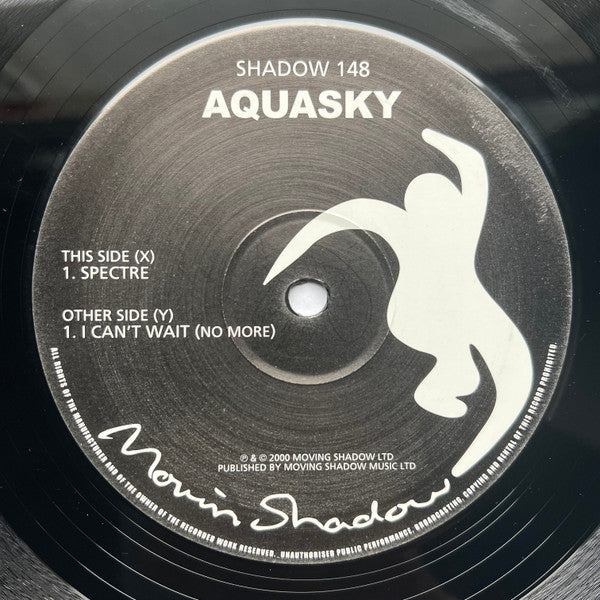 SHADOW 148
AQUASKY
THIS SIDE (X)
1. SPECTRE
OTHER SIDE (Y)
1. I CAN'T WAIT (NO MORE)
℗ & © 2000 MOVING SHADOW LTD
PUBLISHED BY MOVING SHADOW MUSIC LTD
Movin Shadow
ALL RIGHTS OF THE MANUFACTURER AND OF THE OWNER OF THE RECORDED WORK RESERVED. UNAUTHORISED PUBLIC PERFORMANCE, BROADCASTING, COPYING AND RENTAL OF THIS RECORD PROHIBITED.